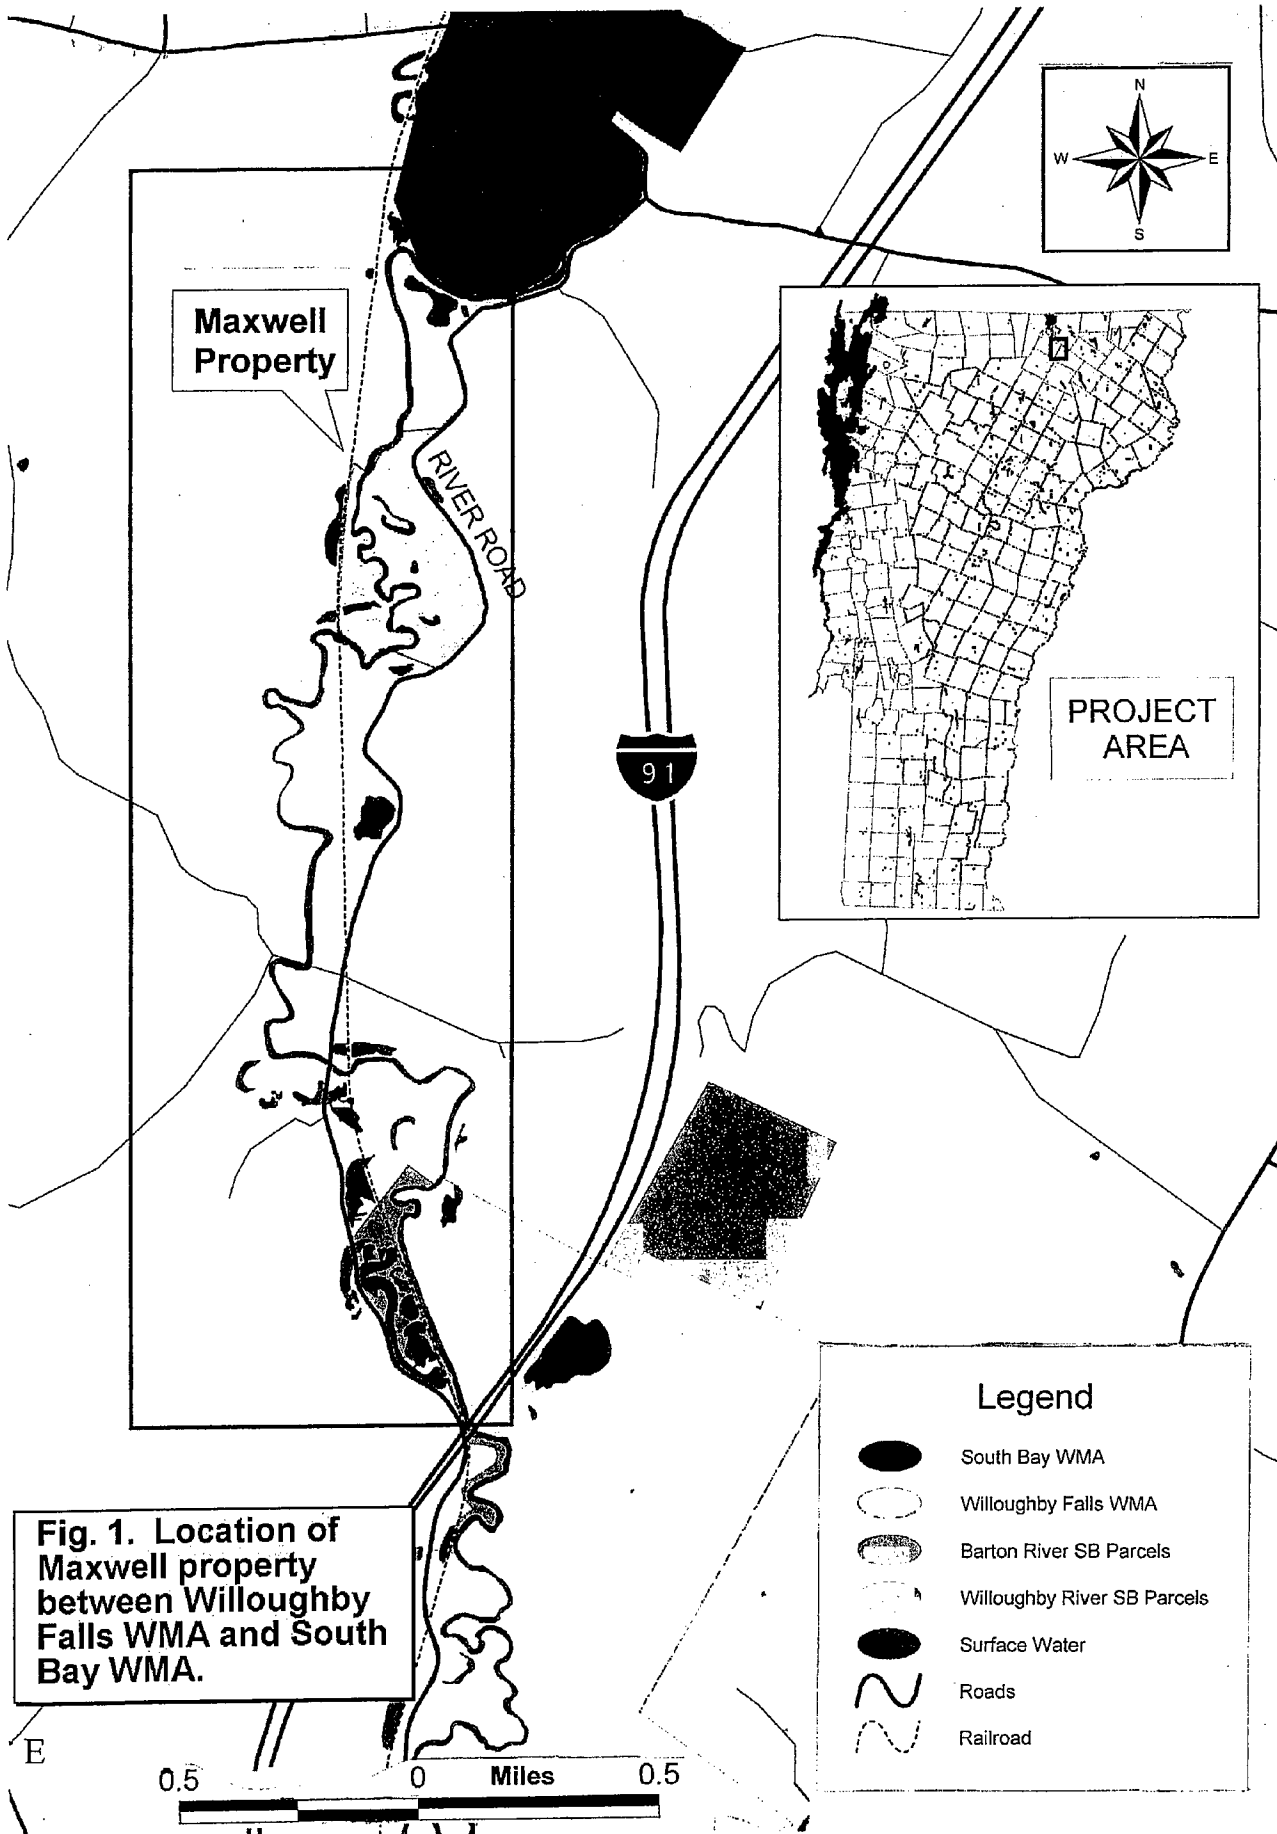 N
W
E
S
Maxwell
Property
RIVER ROAD
91
PROJECT
AREA
Legend
South Bay WMA
Willoughby Falls WMA
Barton River SB Parcels
Willoughby River SB Parcels
Surface Water
Roads
Railroad
Fig. 1. Location of
Maxwell property
between Willoughby
Falls WMA and South
Bay WMA.
E
0.5
0
Miles
0.5